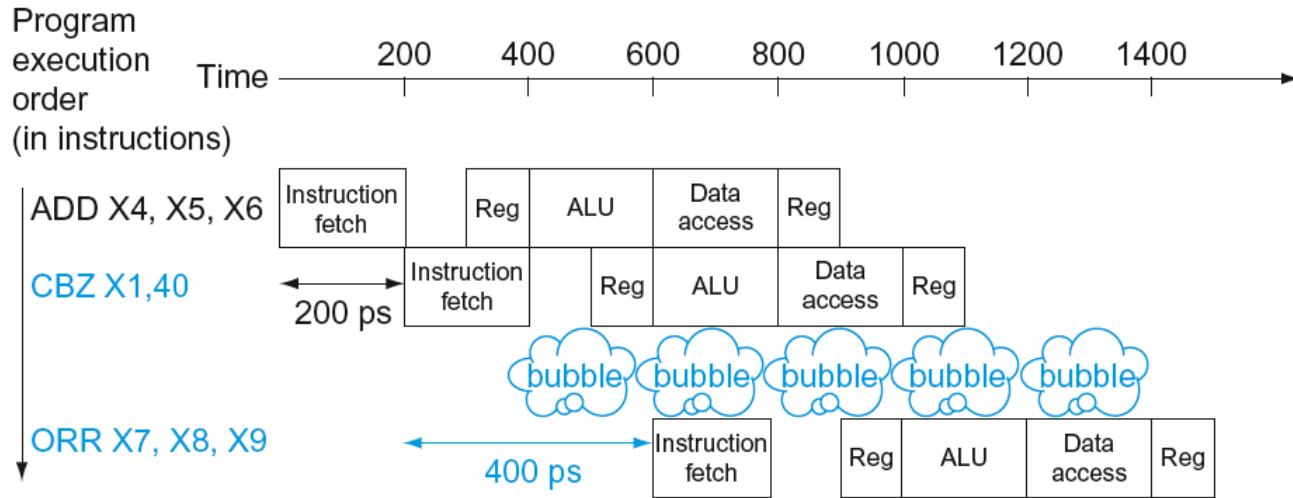 Program
execution
order
(in instructions)
Time
200 400 600 800 1000 1200 1400
ADD X4, X5, X6
Instruction
fetch
Reg
ALU
Data
access
Reg
CBZ X1,40
200 ps
Instruction
fetch
Reg
ALU
Data
access
Reg
bubble bubble bubble bubble bubble
ORR X7, X8, X9
400 ps
Instruction
fetch
Reg
ALU
Data
access
Reg